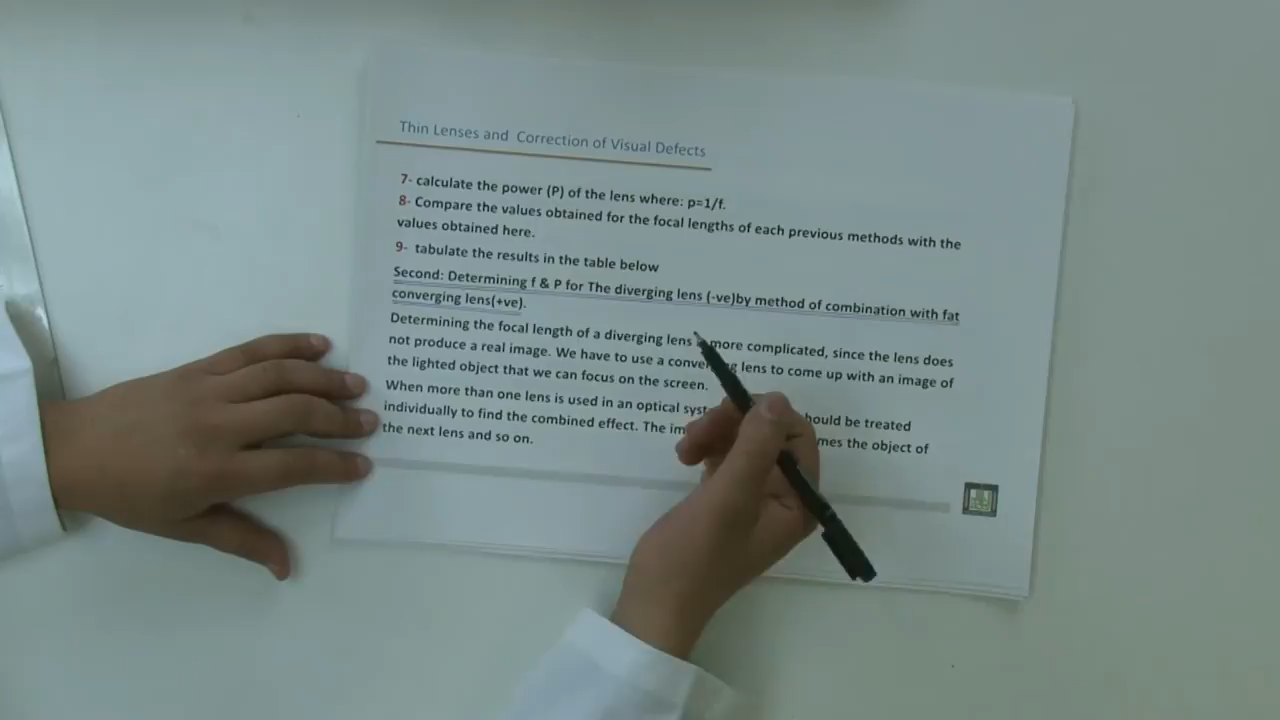 Thin Lenses and Correction of Visual Defects
7- calculate the power (P) of the lens where: p=1/f.
8- Compare the values obtained for the focal lengths of each previous methods with the
values obtained here.
9- tabulate the results in the table below
Second: Determining f & P for The diverging lens (-ve)by method of combination with fat
converging lens(+ve).
Determining the focal length of a diverging lens more complicated, since the lens does
not produce a real image. We have to use a lens to come up with an image of
the lighted object that we can focus on the screen.
When more than one lens is used in an optical hould be treated
individually to find the combined effect. The mes the object of
the next lens and so on.